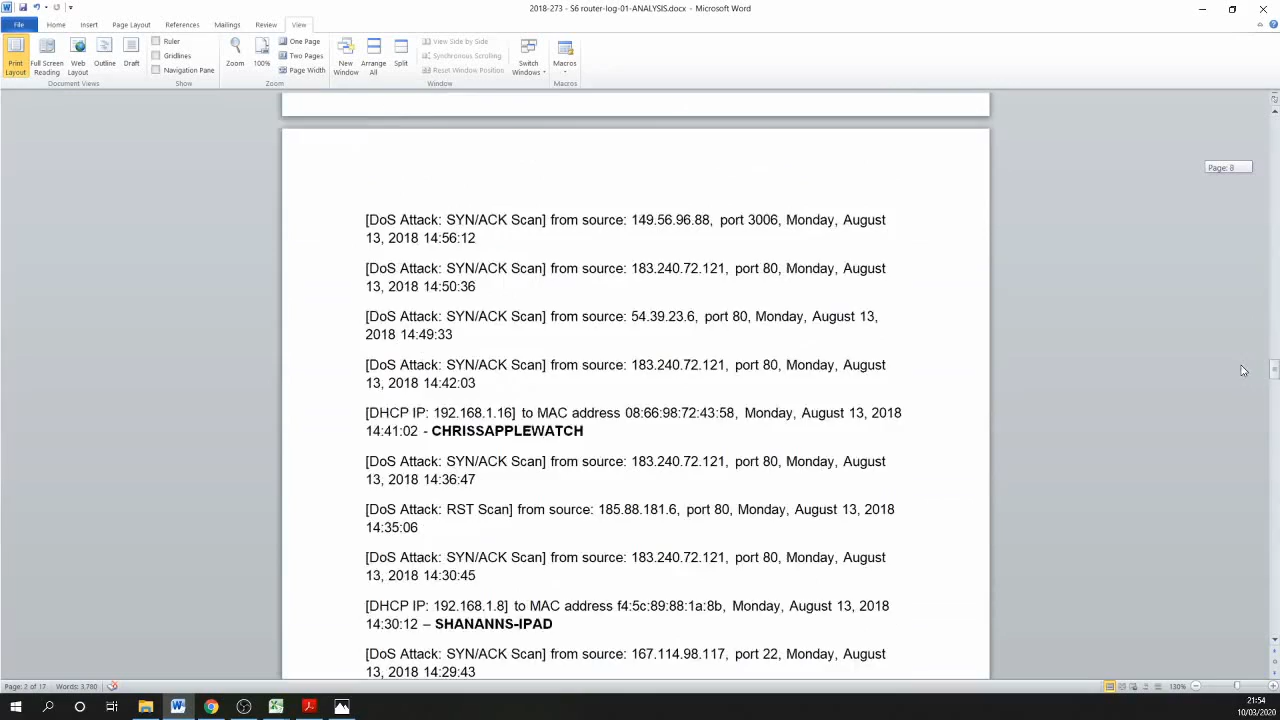 2018-273 - S6 router-log-01-ANALYSIS.docx - Microsoft Word
File Home Insert Page Layout References Mailings Review View
Print Layout
Full Screen Reading
Web Layout
Outline
Draft
Document Views
Ruler
Gridlines
Navigation Pane
Show
Zoom
100%
One Page
Two Pages
Page Width
Zoom
New Window
Arrange All
Split
View Side by Side
Synchronous Scrolling
Reset Window Position
Window
Switch Windows
Macros
Macros
Page: 8
[DoS Attack: SYN/ACK Scan] from source: 149.56.96.88, port 3006, Monday, August
13, 2018 14:56:12
[DoS Attack: SYN/ACK Scan] from source: 183.240.72.121, port 80, Monday, August
13, 2018 14:50:36
[DoS Attack: SYN/ACK Scan] from source: 54.39.23.6, port 80, Monday, August 13,
2018 14:49:33
[DoS Attack: SYN/ACK Scan] from source: 183.240.72.121, port 80, Monday, August
13, 2018 14:42:03
[DHCP IP: 192.168.1.16] to MAC address 08:66:98:72:43:58, Monday, August 13, 2018
14:41:02 - CHRISSAPPLEWATCH
[DoS Attack: SYN/ACK Scan] from source: 183.240.72.121, port 80, Monday, August
13, 2018 14:36:47
[DoS Attack: RST Scan] from source: 185.88.181.6, port 80, Monday, August 13, 2018
14:35:06
[DoS Attack: SYN/ACK Scan] from source: 183.240.72.121, port 80, Monday, August
13, 2018 14:30:45
[DHCP IP: 192.168.1.8] to MAC address f4:5c:89:88:1a:8b, Monday, August 13, 2018
14:30:12 – SHANANNS-IPAD
[DoS Attack: SYN/ACK Scan] from source: 167.114.98.117, port 22, Monday, August
13, 2018 14:29:43
Page: 2 of 17 Words: 3,780
130%
21:54
10/03/2020